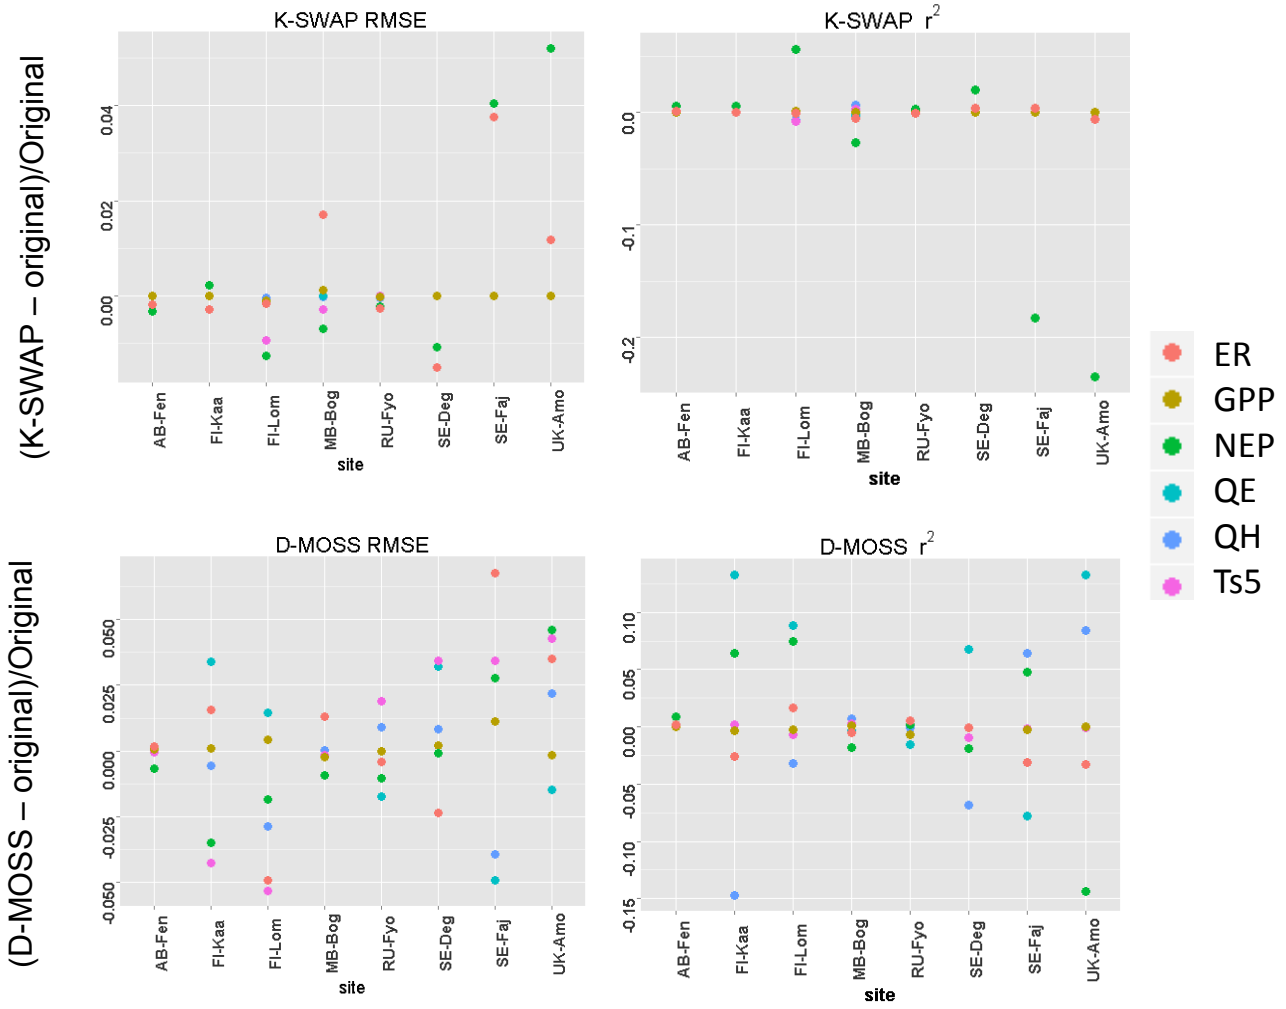 K-SWAP RMSE
K-SWAP r²
(K-SWAP – original)/Original
0.04
0.02
0.00
AB-Fen
FI-Kaa
FI-Lom
MB-Bog
RU-Fyo
SE-Deg
SE-Faj
UK-Amo
site
0.0
-0.1
-0.2
AB-Fen
FI-Kaa
FI-Lom
MB-Bog
RU-Fyo
SE-Deg
SE-Faj
UK-Amo
site
ER
GPP
NEP
QE
QH
Ts5
D-MOSS RMSE
D-MOSS r²
(D-MOSS – original)/Original
0.050
0.025
0.000
-0.025
-0.050
AB-Fen
FI-Kaa
FI-Lom
MB-Bog
RU-Fyo
SE-Deg
SE-Faj
UK-Amo
site
0.10
0.05
0.00
-0.05
-0.10
-0.15
AB-Fen
FI-Kaa
FI-Lom
MB-Bog
RU-Fyo
SE-Deg
SE-Faj
UK-Amo
site